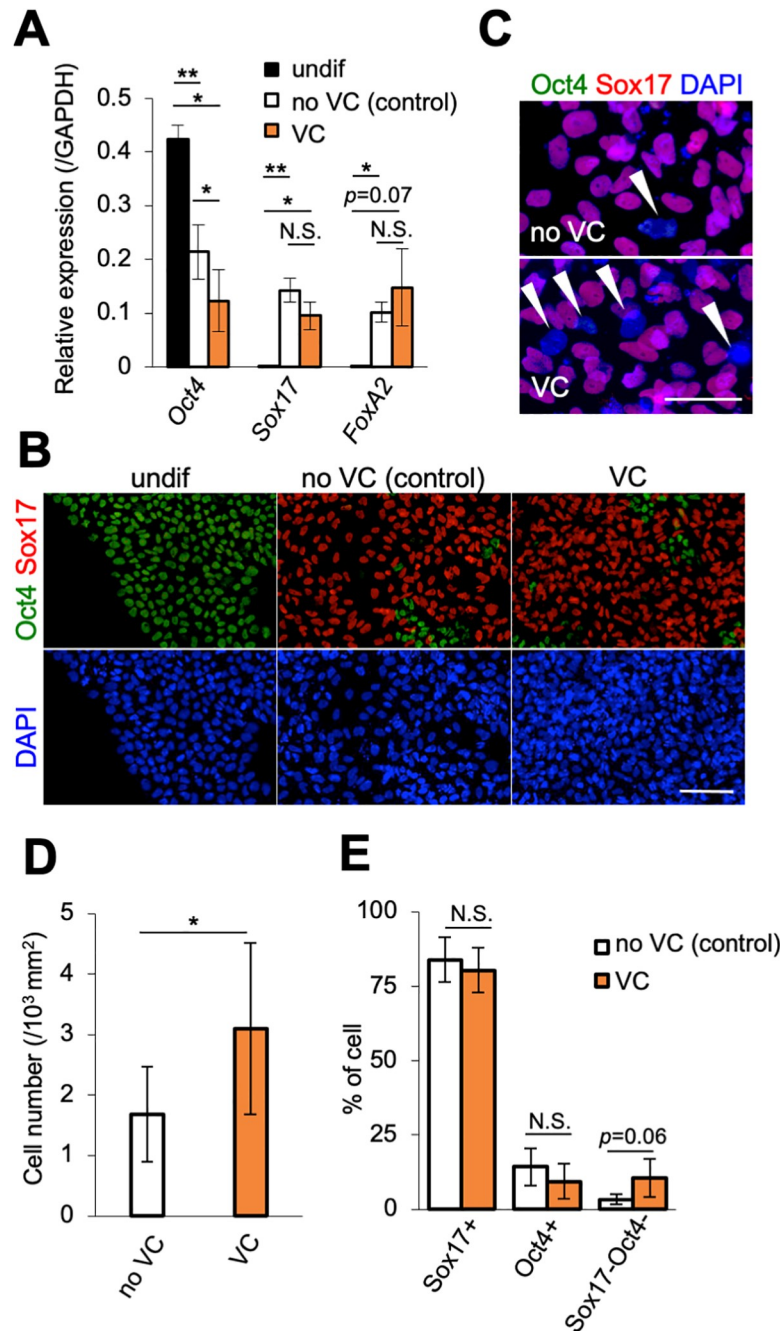 A
undif
no VC (control)
VC
Relative expression (/GAPDH)
0.5
0.4
0.3
0.2
0.1
0
**
*
*
**
*
N.S.
*
p=0.07
N.S.
Oct4
Sox17
FoxA2
C
Oct4 Sox17 DAPI
no VC
VC
B
undif
no VC (control)
VC
Oct4 Sox17
DAPI
D
Cell number (/10³ mm²)
5
4
3
2
1
0
*
no VC
VC
E
% of cell
100
75
50
25
0
N.S.
N.S.
p=0.06
no VC (control)
VC
Sox17+
Oct4+
Sox17-Oct4-